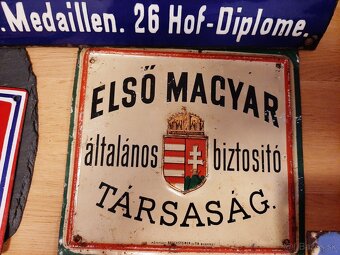 . Medaillen. 26 Hof-Diplome.
ELSŐ MAGYAR
általános biztositó
TÁRSASÁG.